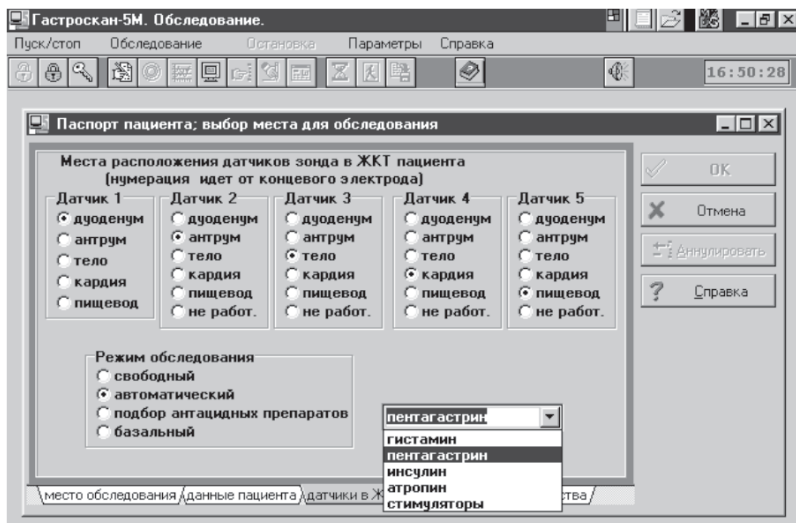 Гастроскан-5М. Обследование.
Пуск/стоп Обследование Остановка Параметры Справка
16:50:28
Паспорт пациента; выбор места для обследования
Места расположения датчиков зонда в ЖКТ пациента
(нумерация идет от концевого электрода)
Датчик 1 Датчик 2 Датчик 3 Датчик 4 Датчик 5
дуоденум дуоденум дуоденум дуоденум дуоденум
антрум антрум антрум антрум антрум
тело тело тело тело тело
кардия кардия кардия кардия кардия
пищевод пищевод пищевод пищевод пищевод
не работ. не работ. не работ. не работ.
OK
Отмена
Аннулировать
Справка
Режим обследования
свободный
автоматический
подбор антацидных препаратов
базальный
пентагастрин
гистамин
пентагастрин
инсулин
атропин
стимуляторы
место обследования данные пациента датчики в Ж ства